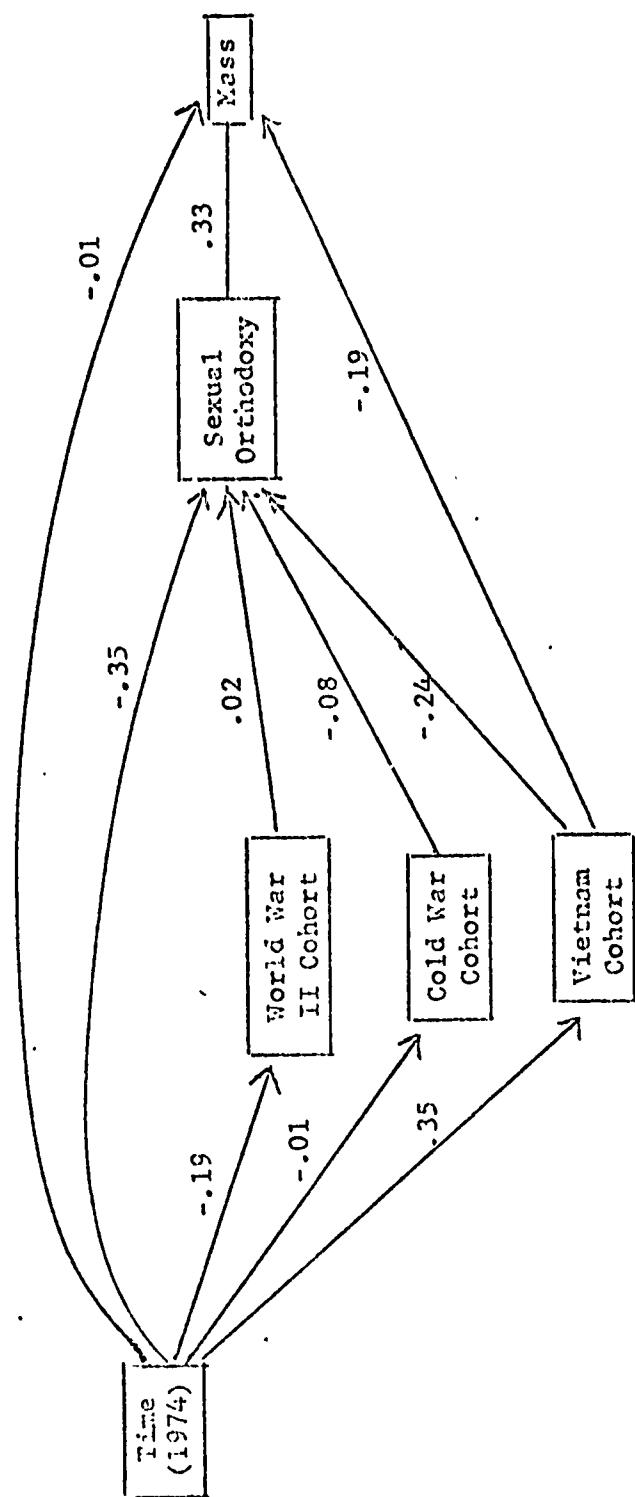 Time
(1974)
-.01
-.35
-.19
-.01
.35
World War
II Cohort
Cold War
Cohort
Vietnam
Cohort
.02
-.08
-.24
-.19
Sexual
Orthodoxy
.33
Mass